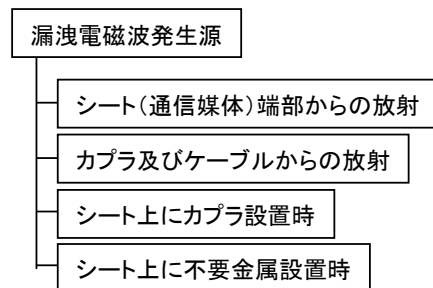 漏洩電磁波発生源
シート(通信媒体)端部からの放射
カプラ及びケーブルからの放射
シート上にカプラ設置時
シート上に不要金属設置時